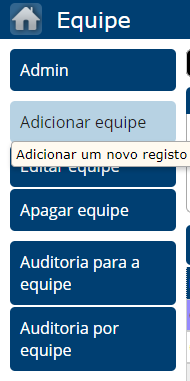 Equipe
Admin
Adicionar equipe
Adicionar um novo registo
Editar equipe
Apagar equipe
Auditoria para a
equipe
Auditoria por
equipe